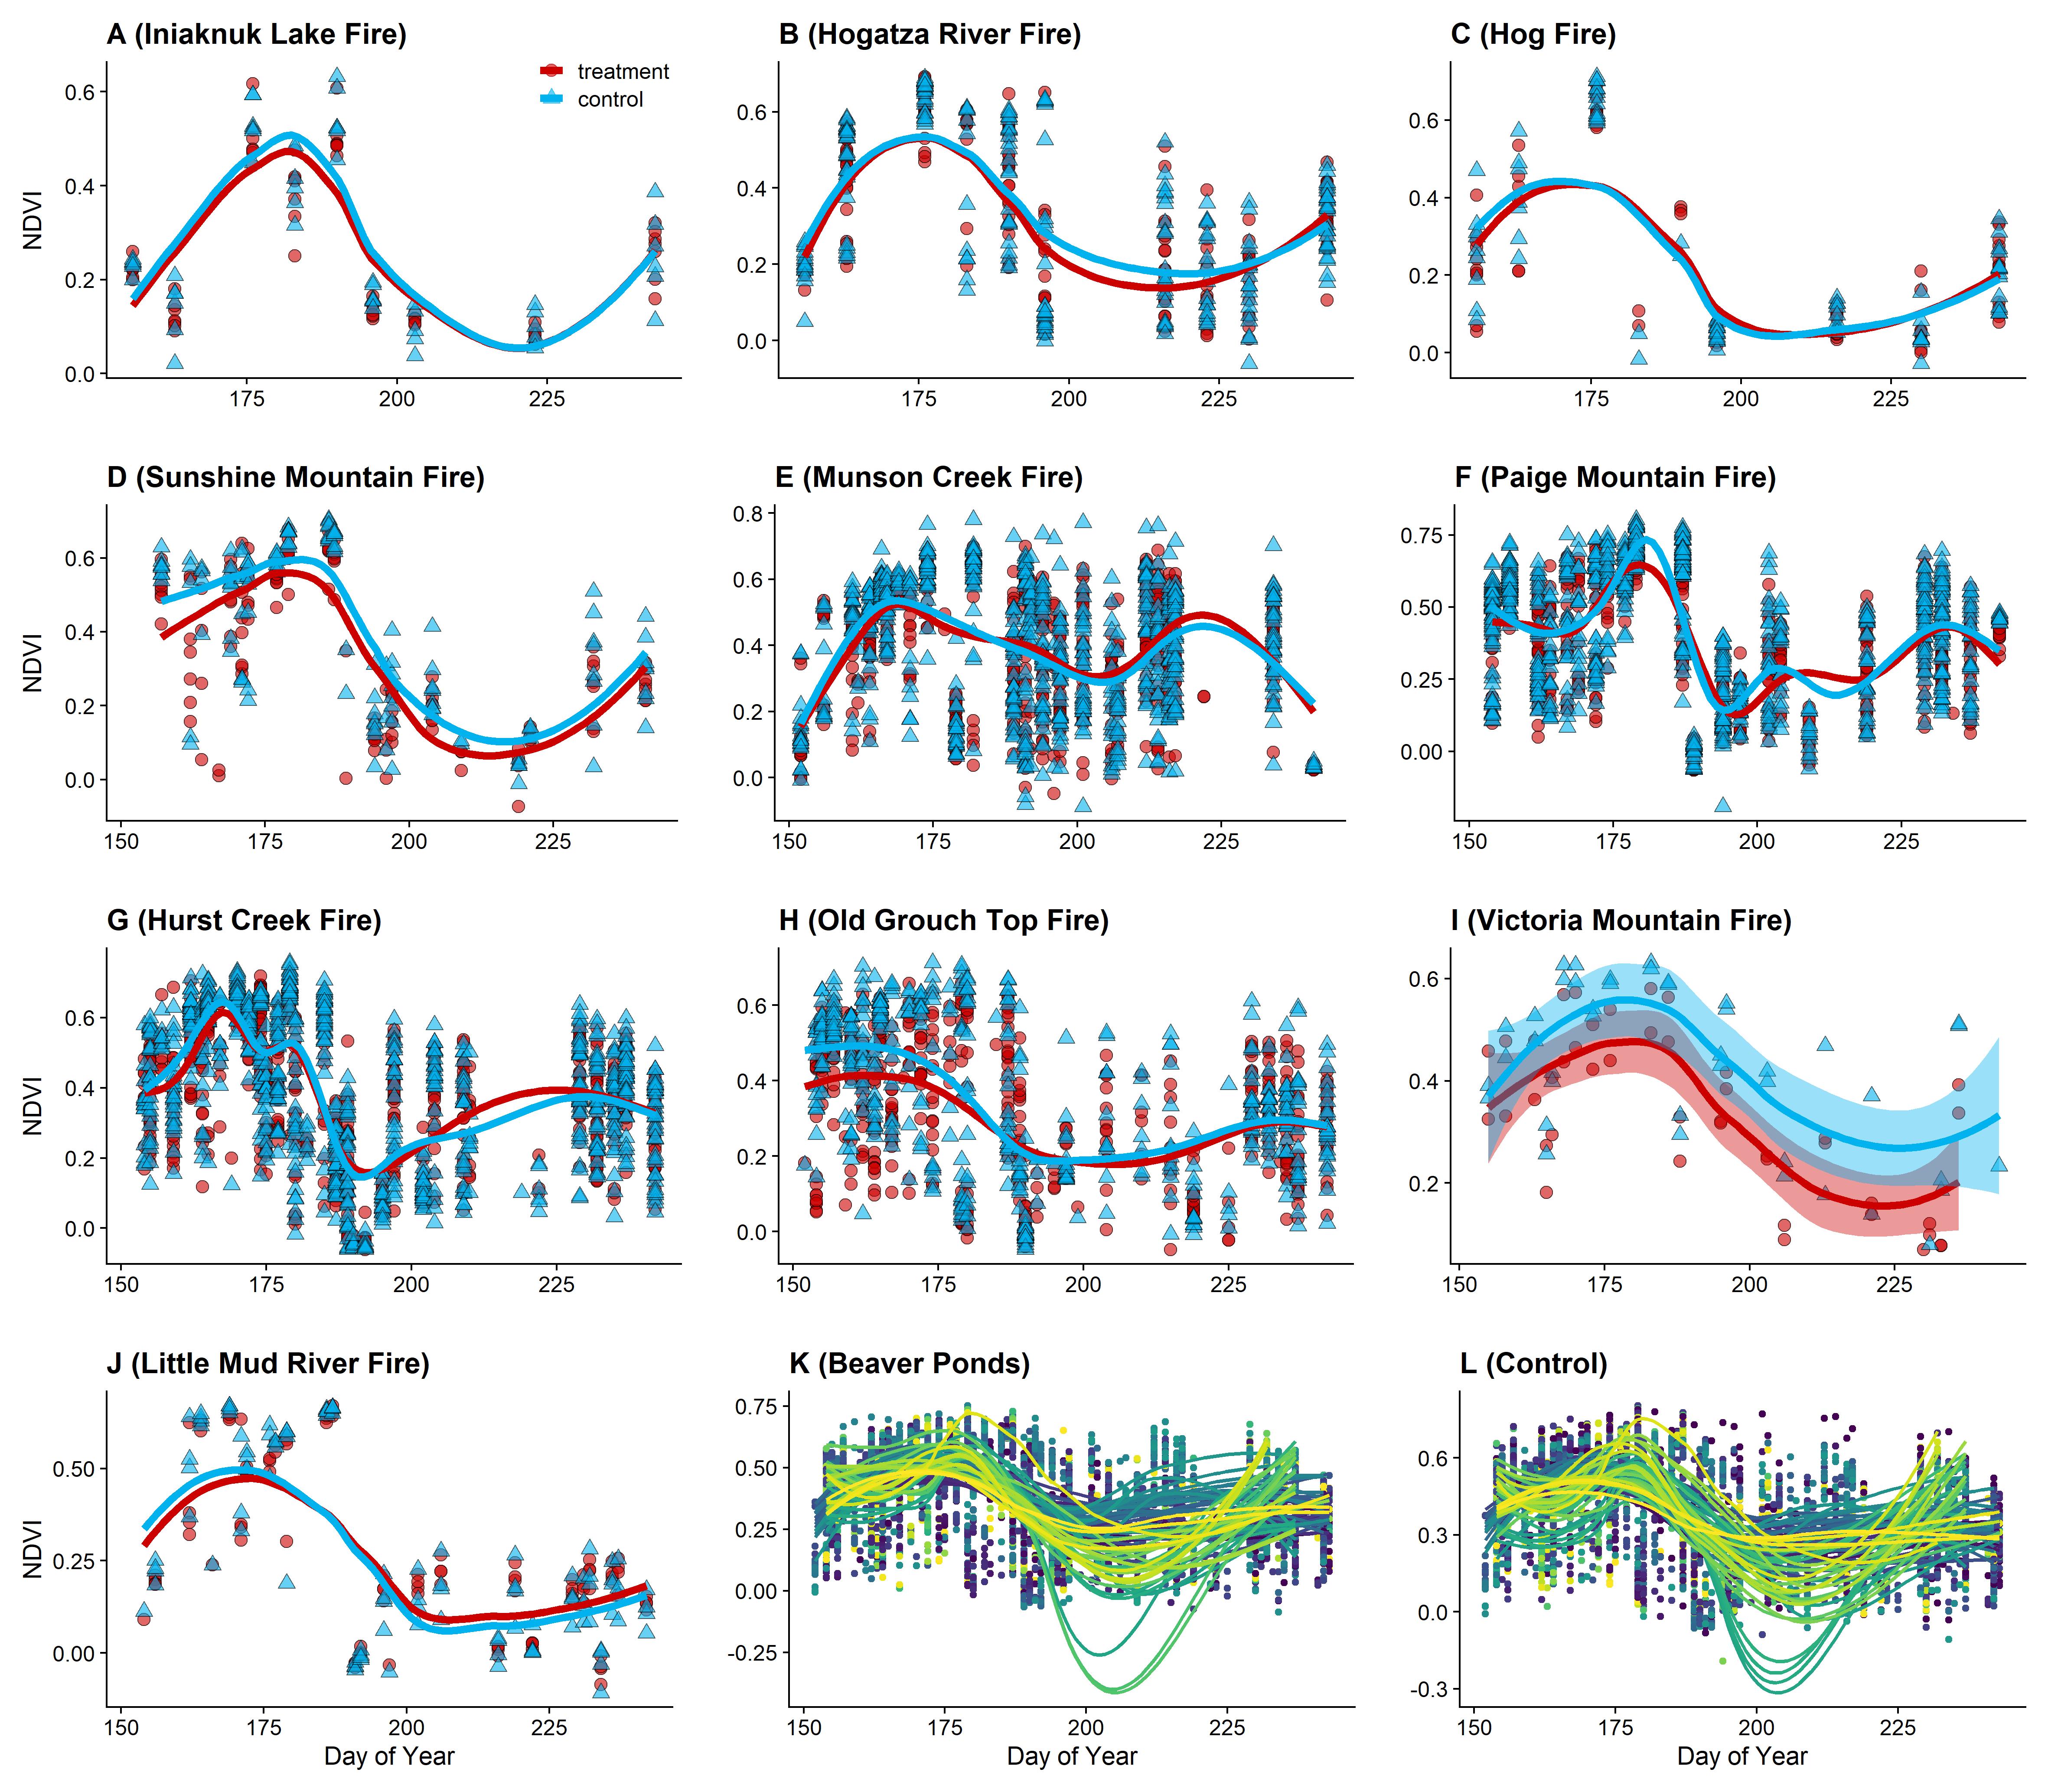 A (Iniaknuk Lake Fire)
treatment
control
NDVI
0.6
0.4
0.2
0.0
175 200 225
B (Hogatza River Fire)
0.6
0.4
0.2
0.0
175 200 225
C (Hog Fire)
0.6
0.4
0.2
0.0
175 200 225
D (Sunshine Mountain Fire)
NDVI
0.6
0.4
0.2
0.0
150 175 200 225
E (Munson Creek Fire)
0.8
0.6
0.4
0.2
0.0
150 175 200 225
F (Paige Mountain Fire)
0.75
0.50
0.25
0.00
150 175 200 225
G (Hurst Creek Fire)
NDVI
0.6
0.4
0.2
0.0
150 175 200 225
H (Old Grouch Top Fire)
0.6
0.4
0.2
0.0
150 175 200 225
I (Victoria Mountain Fire)
0.6
0.4
0.2
150 175 200 225
J (Little Mud River Fire)
NDVI
0.50
0.25
0.00
150 175 200 225
Day of Year
K (Beaver Ponds)
0.75
0.50
0.25
0.00
-0.25
150 175 200 225
Day of Year
L (Control)
0.6
0.3
0.0
-0.3
150 175 200 225
Day of Year